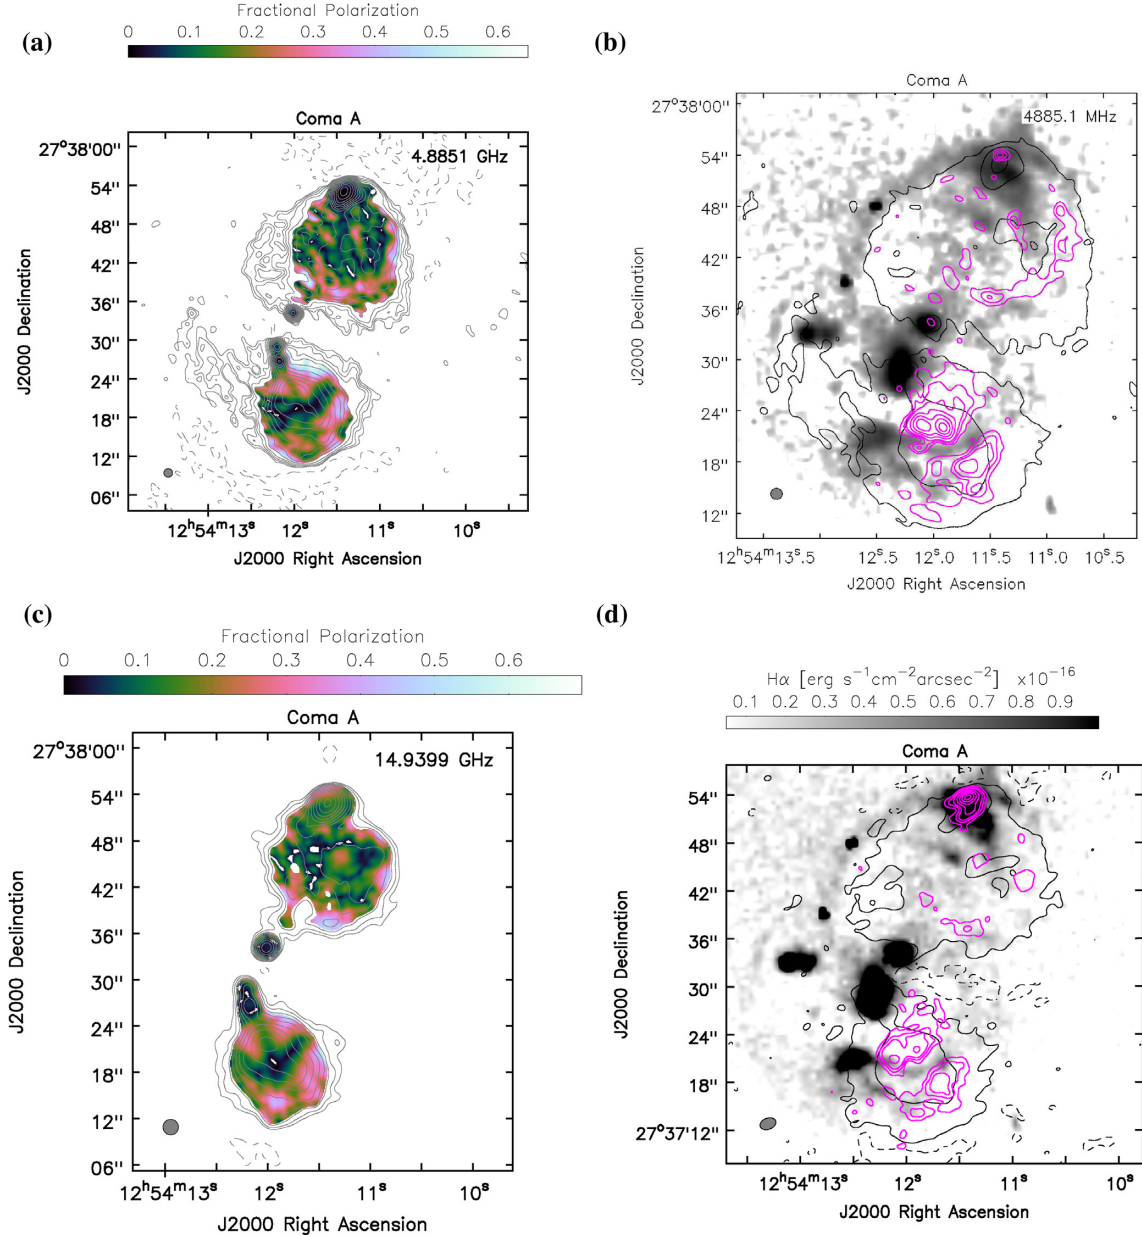 (a)
Fractional Polarization
0 0.1 0.2 0.3 0.4 0.5 0.6
Coma A
4.8851 GHz
27°38'00"
54"
48"
42"
36"
30"
24"
18"
12"
06"
J2000 Declination
12ʰ54ᵐ13ˢ 12ˢ 11ˢ 10ˢ
J2000 Right Ascension
(b)
Coma A
4885.1 MHz
27°38'00"
54"
48"
42"
36"
30"
24"
18"
12"
J2000 Declination
12ʰ54ᵐ13ˢ.5 12ˢ.5 12ˢ.0 11ˢ.5 11ˢ.0 10ˢ.5
J2000 Right Ascension
(c)
Fractional Polarization
0 0.1 0.2 0.3 0.4 0.5 0.6
Coma A
14.9399 GHz
27°38'00"
54"
48"
42"
36"
30"
24"
18"
12"
06"
J2000 Declination
12ʰ54ᵐ13ˢ 12ˢ 11ˢ 10ˢ
J2000 Right Ascension
(d)
Hα [erg s⁻¹cm⁻²arcsec⁻²] x10⁻¹⁶
0.1 0.2 0.3 0.4 0.5 0.6 0.7 0.8 0.9
Coma A
54"
48"
42"
36"
30"
24"
18"
27°37'12"
J2000 Declination
12ʰ54ᵐ13ˢ 12ˢ 11ˢ 10ˢ
J2000 Right Ascension